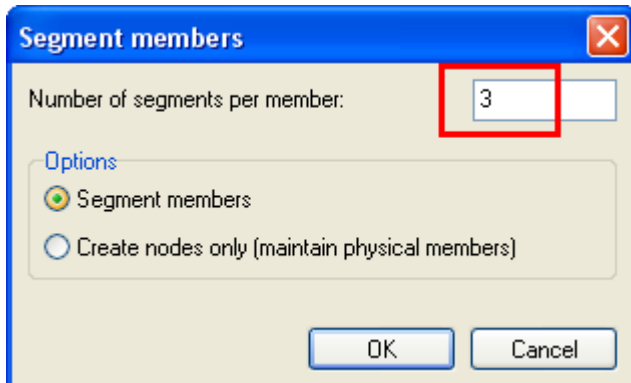 Segment members
Number of segments per member: 3
Options
Segment members
Create nodes only (maintain physical members)
OK Cancel